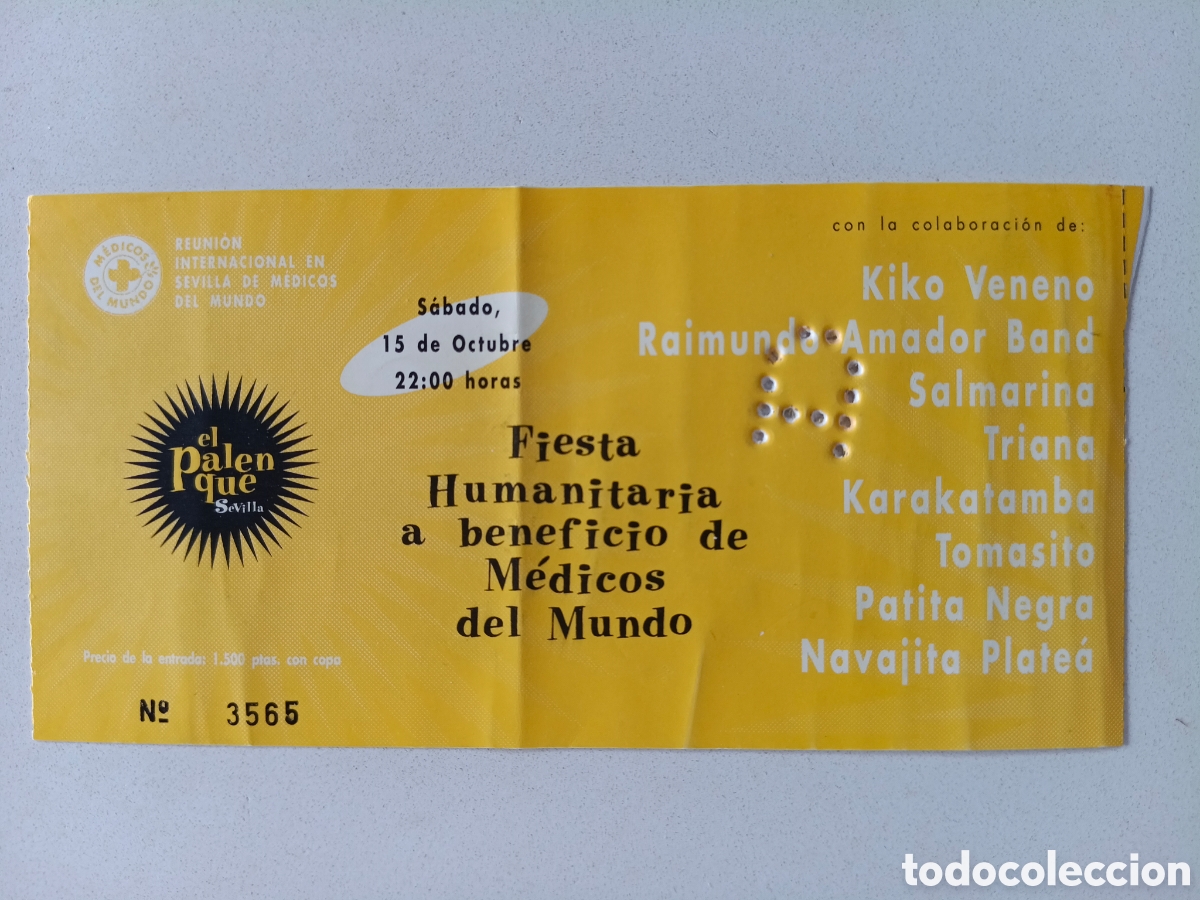 MÉDICOS DEL MUNDO
REUNIÓN
INTERNACIONAL EN
SEVILLA DE MÉDICOS
DEL MUNDO
Sábado,
15 de Octubre
22:00 horas
el
Palen
que
Sevilla
Fiesta
Humanitaria
a beneficio de
Médicos
del Mundo
Precio de la entrada: 1.500 ptas. con copa
Nº 3565
con la colaboración de:
Kiko Veneno
Raimundo Amador Band
Salmarina
Triana
Karakatamba
Tomasito
Patita Negra
Navajita Plateá
A
todocoleccion